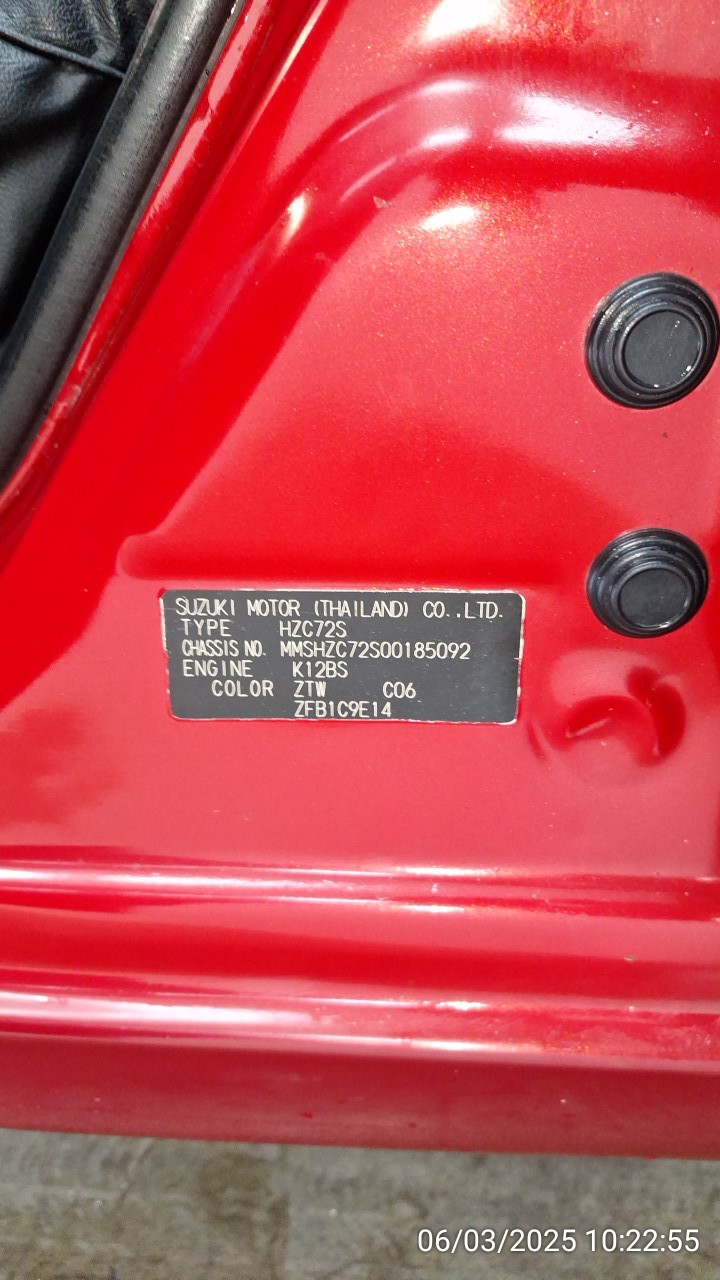 SUZUKI MOTOR (THAILAND) CO.,LTD.
TYPE HZC72S
CHASSIS NO. MMSHZC72S00185092
ENGINE K12BS
COLOR ZTW C06
ZFB1C9E14
06/03/2025 10:22:55